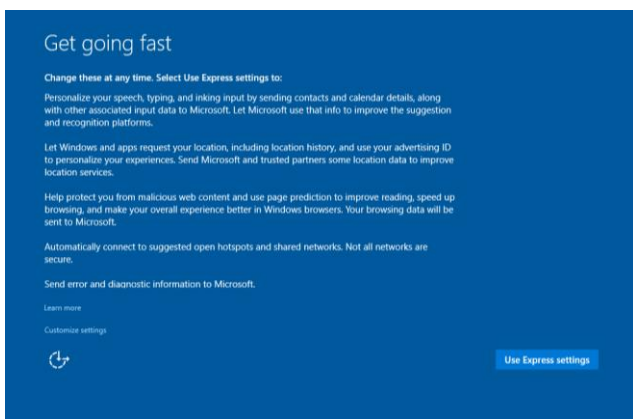 Get going fast
Change these at any time. Select Use Express settings to:
Personalize your speech, typing, and inking input by sending contacts and calendar details, along
with other associated input data to Microsoft. Let Microsoft use that info to improve the suggestion
and recognition platforms.
Let Windows and apps request your location, including location history, and use your advertising ID
to personalize your experiences. Send Microsoft and trusted partners some location data to improve
location services.
Help protect you from malicious web content and use page prediction to improve reading, speed up
browsing, and make your overall experience better in Windows browsers. Your browsing data will be
sent to Microsoft.
Automatically connect to suggested open hotspots and shared networks. Not all networks are
secure.
Send error and diagnostic information to Microsoft.
Learn more
Customize settings
Use Express settings